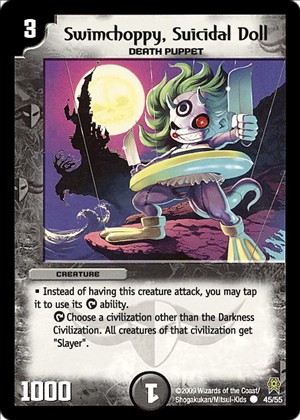 3
Swimchoppy, Suicidal Doll
DEATH PUPPET
CREATURE
▪ Instead of having this creature attack, you may tap
it to use its ability.
Choose a civilization other than the Darkness
Civilization. All creatures of that civilization get
"Slayer".
1000
1
©2009 Wizards of the Coast/
Shogakukan/Mitsui-Kids
45/55